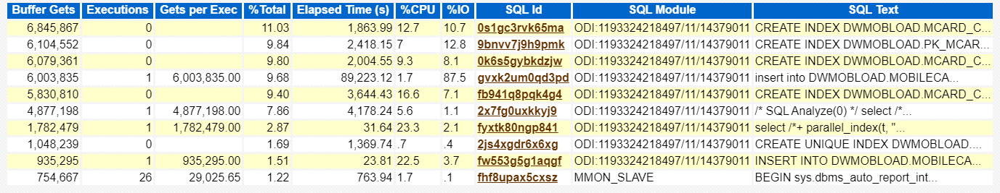 Buffer Gets Executions Gets per Exec %Total Elapsed Time (s) %CPU %IO SQL Id SQL Module SQL Text
6,845,867 0 11.03 1,863.99 12.7 10.7 0s1gc3rvk65ma ODI:1193324218497/11/14379011 CREATE INDEX DWMOBLOAD.MCARD_C...
6,104,552 0 9.84 2,418.15 7 12.8 9bnvv7j9h9pmk ODI:1193324218497/11/14379011 CREATE INDEX DWMOBLOAD.PK_MCAR...
6,079,361 0 9.80 2,004.55 9.3 8.1 0k6s5gybkdzjw ODI:1193324218497/11/14379011 CREATE INDEX DWMOBLOAD.MCARD_C...
6,003,835 1 6,003,835.00 9.68 89,223.12 1.7 87.5 gvxk2um0qd3pd ODI:1193324218497/11/14379011 insert into DWMOBLOAD.MOBILECA...
5,830,810 0 9.40 3,644.43 16.6 7.1 fb941q8pqk4g4 ODI:1193324218497/11/14379011 CREATE INDEX DWMOBLOAD.MCARD_C...
4,877,198 1 4,877,198.00 7.86 4,178.24 5.6 1.1 2x7fg0uxkkyj9 ODI:1193324218497/11/14379011 /* SQL Analyze(0) */ select /*...
1,782,479 1 1,782,479.00 2.87 31.64 23.3 2.1 fyxtk80ngp841 ODI:1193324218497/11/14379011 select /*+ parallel_index(t, "...
1,048,239 0 1.69 1,369.74 .7 .4 2js4xgdr6x6xg ODI:1193324218497/11/14379011 CREATE UNIQUE INDEX DWMOBLOAD....
935,295 1 935,295.00 1.51 23.81 22.5 3.7 fw553g5g1aqgf ODI:1193324218497/11/14379011 INSERT INTO DWMOBLOAD.MOBILECA...
754,667 26 29,025.65 1.22 763.94 1.7 .1 fhf8upax5cxsz MMON_SLAVE BEGIN sys.dbms_auto_report_int...